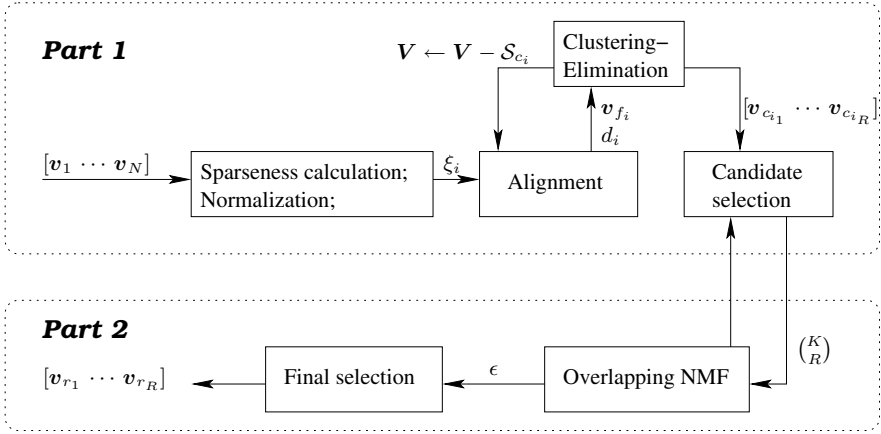 Part 1
V ← V − S_{c_i}
Clustering–
Elimination
v_{f_i}
d_i
[v_{c_{i_1}} ⋯ v_{c_{i_R}}]
[v_1 ⋯ v_N]
Sparseness calculation;
Normalization;
ξ_i
Alignment
Candidate
selection
Part 2
(K
R)
[v_{r_1} ⋯ v_{r_R}]
Final selection
ϵ
Overlapping NMF